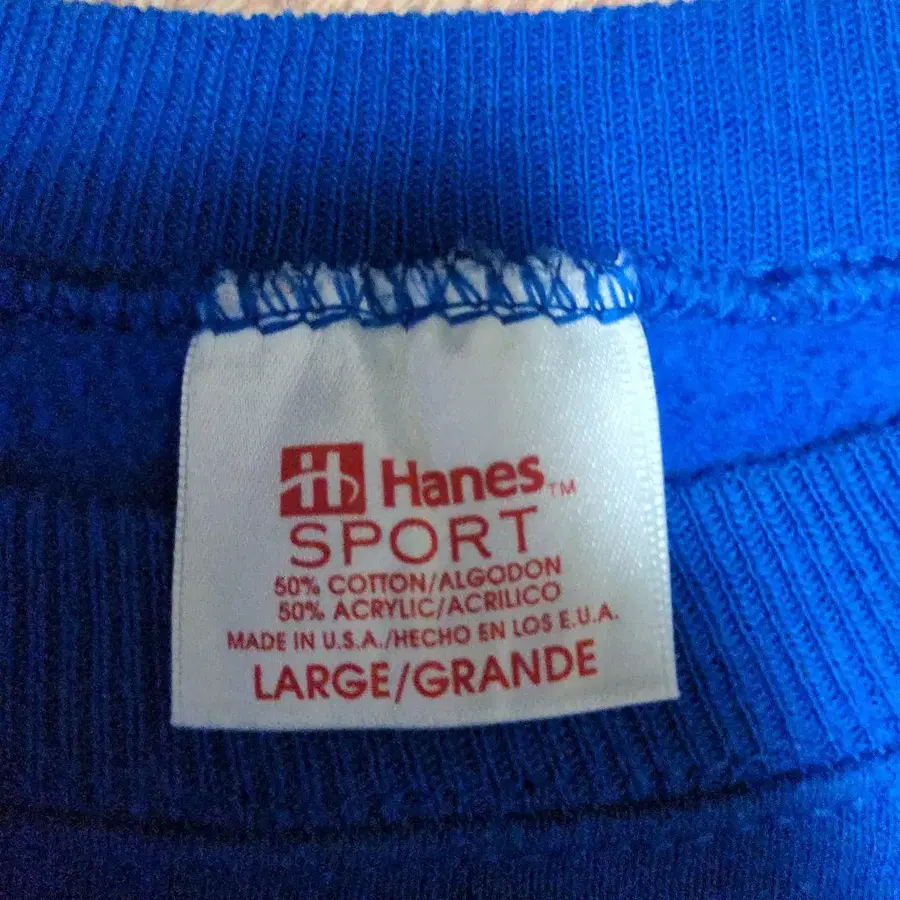 H Hanes™
SPORT
50% COTTON/ALGODON
50% ACRYLIC/ACRILICO
MADE IN U.S.A./HECHO EN LOS E.U.A.
LARGE/GRANDE